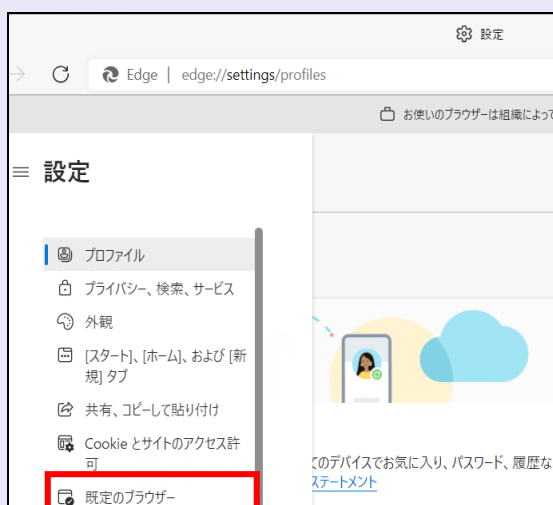 設定
Edge | edge://settings/profiles
お使いのブラウザーは組織によって
設定
プロファイル
プライバシー、検索、サービス
外観
[スタート]、[ホーム]、および [新
規] タブ
共有、コピーして貼り付け
Cookie とサイトのアクセス許
可
既定のブラウザー
てのデバイスでお気に入り、パスワード、履歴な
ステートメント